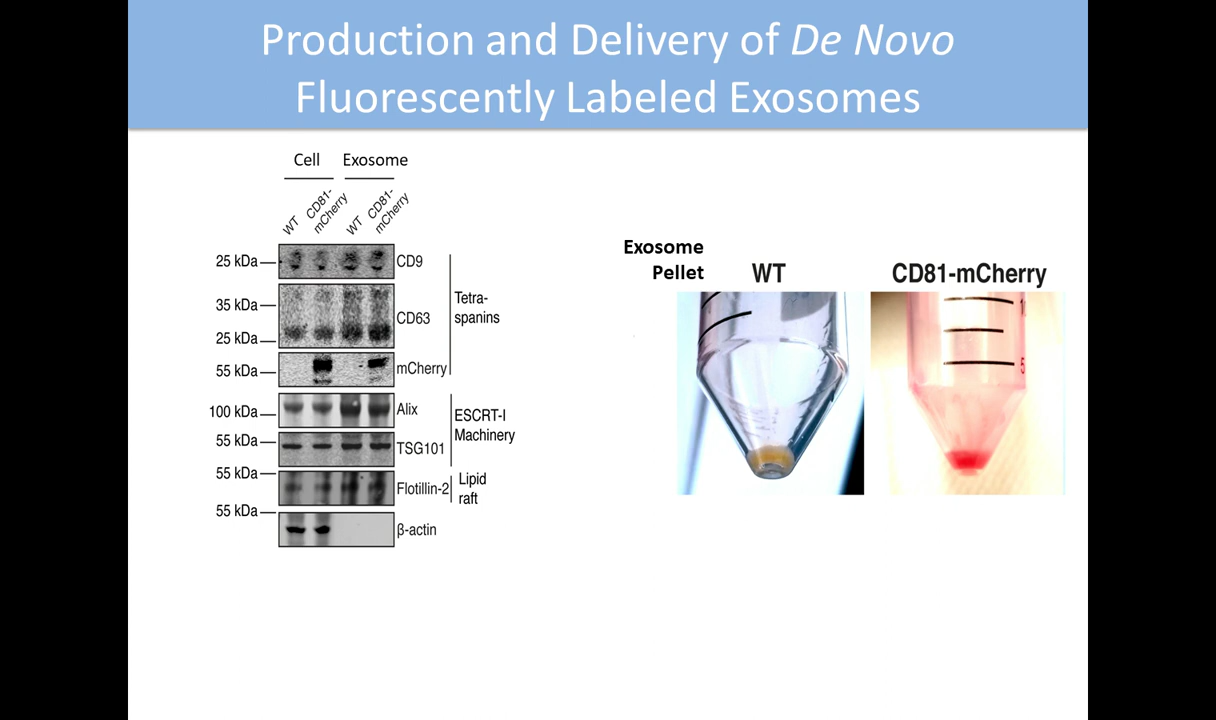 Production and Delivery of De Novo
Fluorescently Labeled Exosomes
Cell Exosome
WT
CD81-
mCherry
WT
CD81-
mCherry
25 kDa
CD9
35 kDa
25 kDa
CD63
55 kDa
mCherry
Tetra-
spanins
100 kDa
Alix
55 kDa
TSG101
ESCRT-I
Machinery
55 kDa
Flotillin-2
Lipid
raft
55 kDa
β-actin
Exosome
Pellet
WT
CD81-mCherry
5